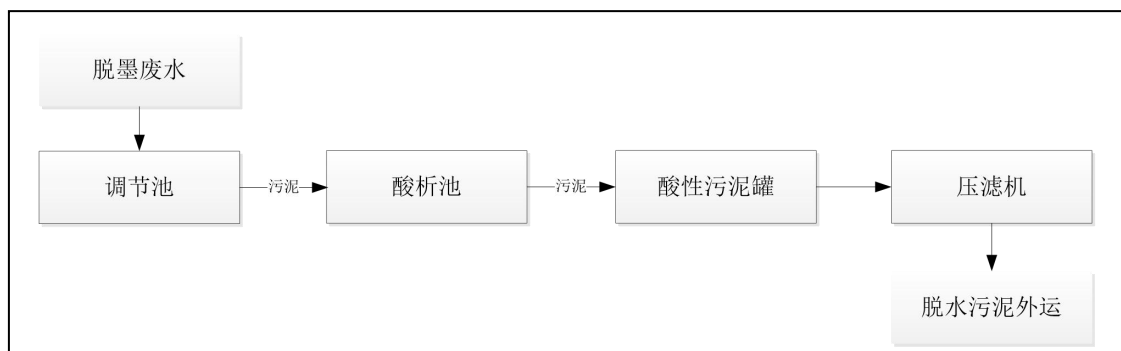 脱墨废水
调节池
污泥
酸析池
污泥
酸性污泥罐
压滤机
脱水污泥外运